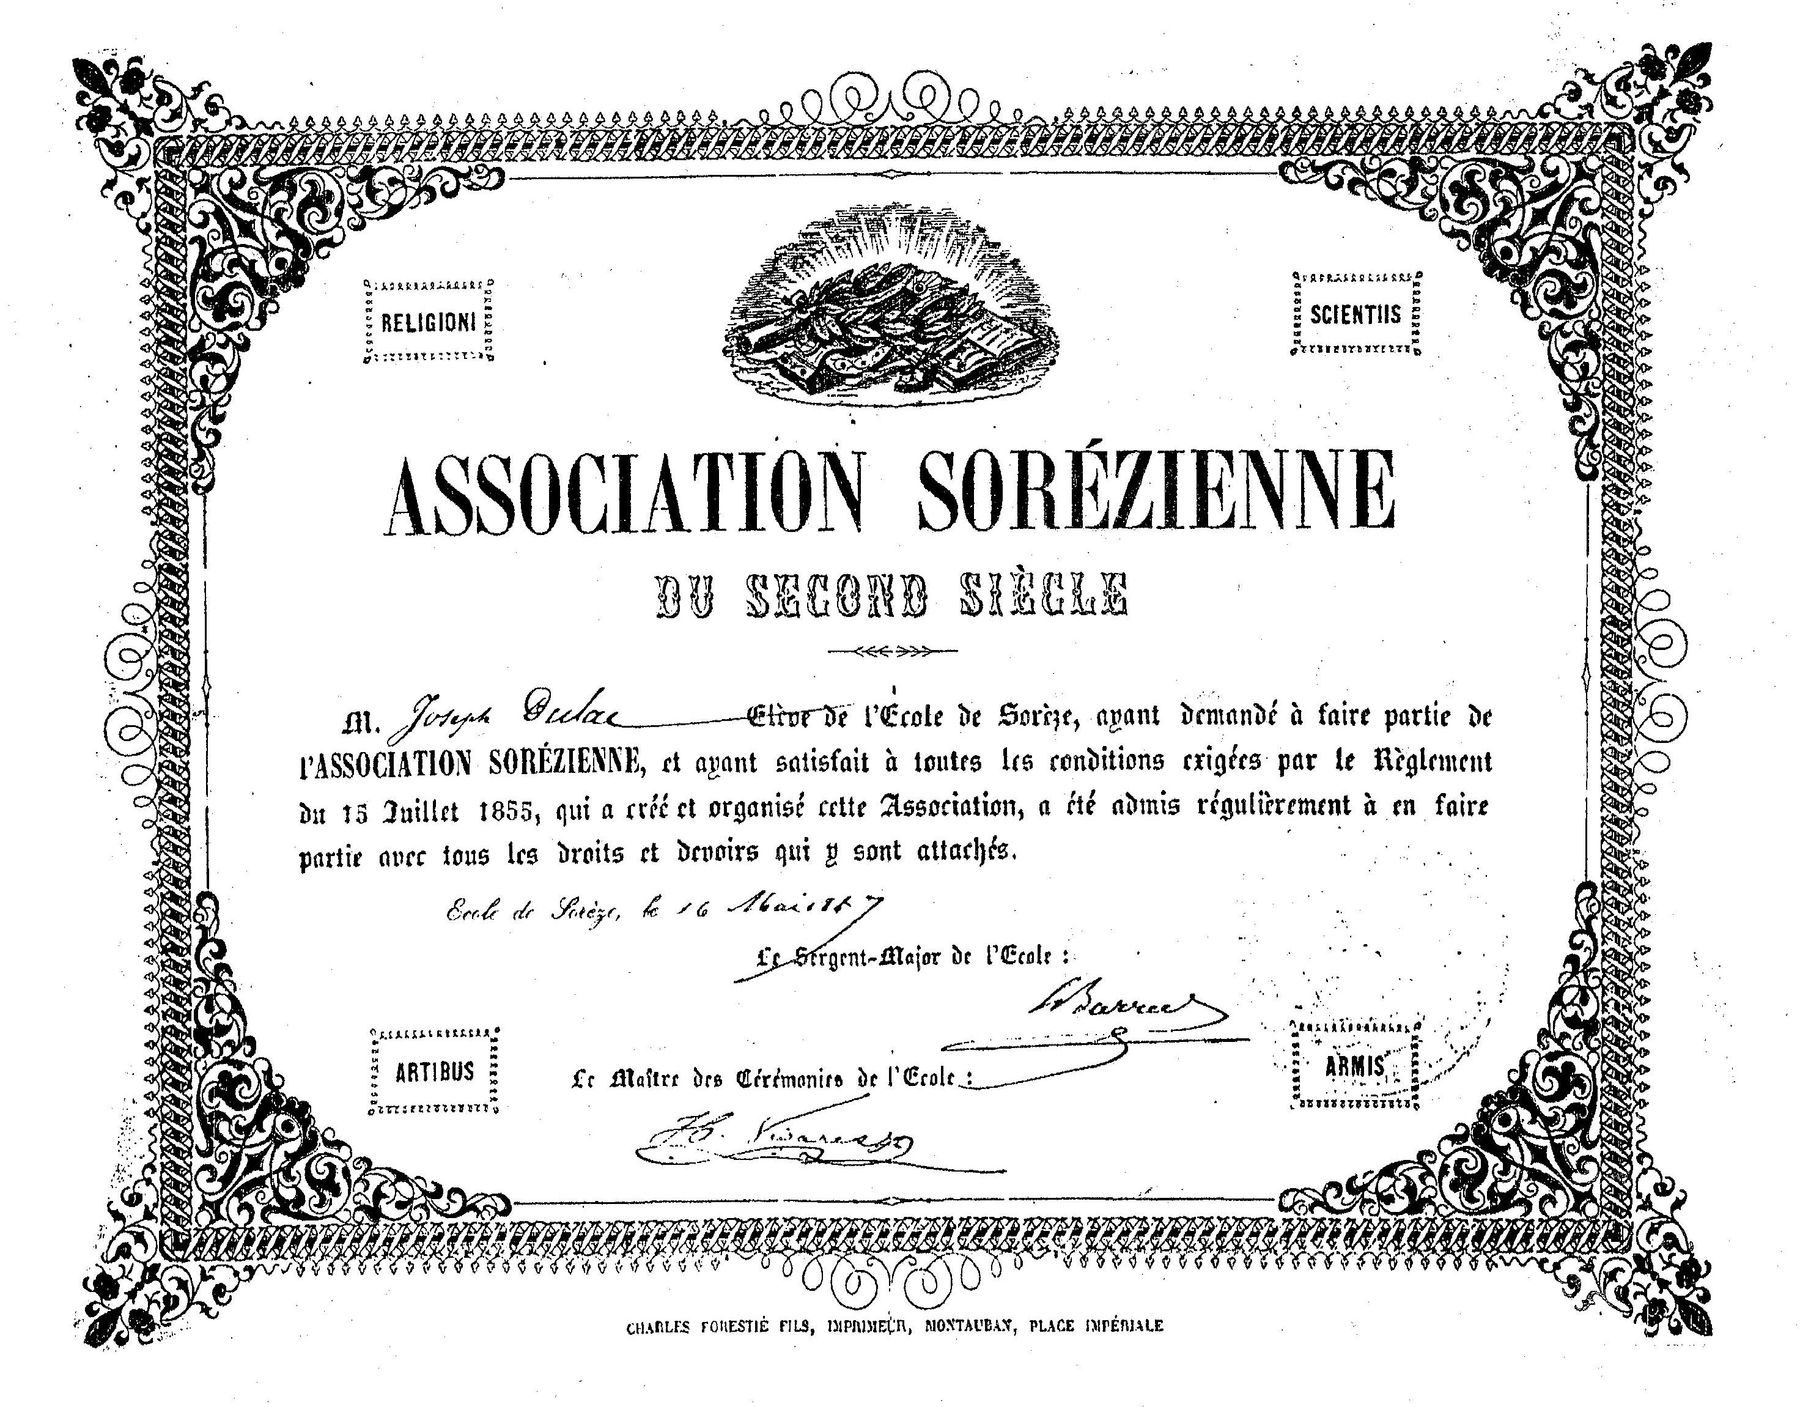 RELIGIONI
SCIENTIIS
ASSOCIATION SORÉZIENNE
DU SECOND SIÈCLE
M. Joseph Dulac Elève de l'École de Sorèze, ayant demandé à faire partie de
l'ASSOCIATION SORÉZIENNE, et ayant satisfait à toutes les conditions exigées par le Règlement
du 15 Juillet 1855, qui a créé et organisé cette Association, a été admis régulièrement à en faire
partie avec tous les droits et devoirs qui y sont attachés.
Ecole de Sorèze, le 16 Mai
Le Sergent-Major de l'Ecole :
Le Maître des Cérémonies de l'Ecole :
ARTIBUS
ARMIS
CHARLES FORESTIÉ FILS, IMPRIMEUR, MONTAUBAN, PLACE IMPÉRIALE